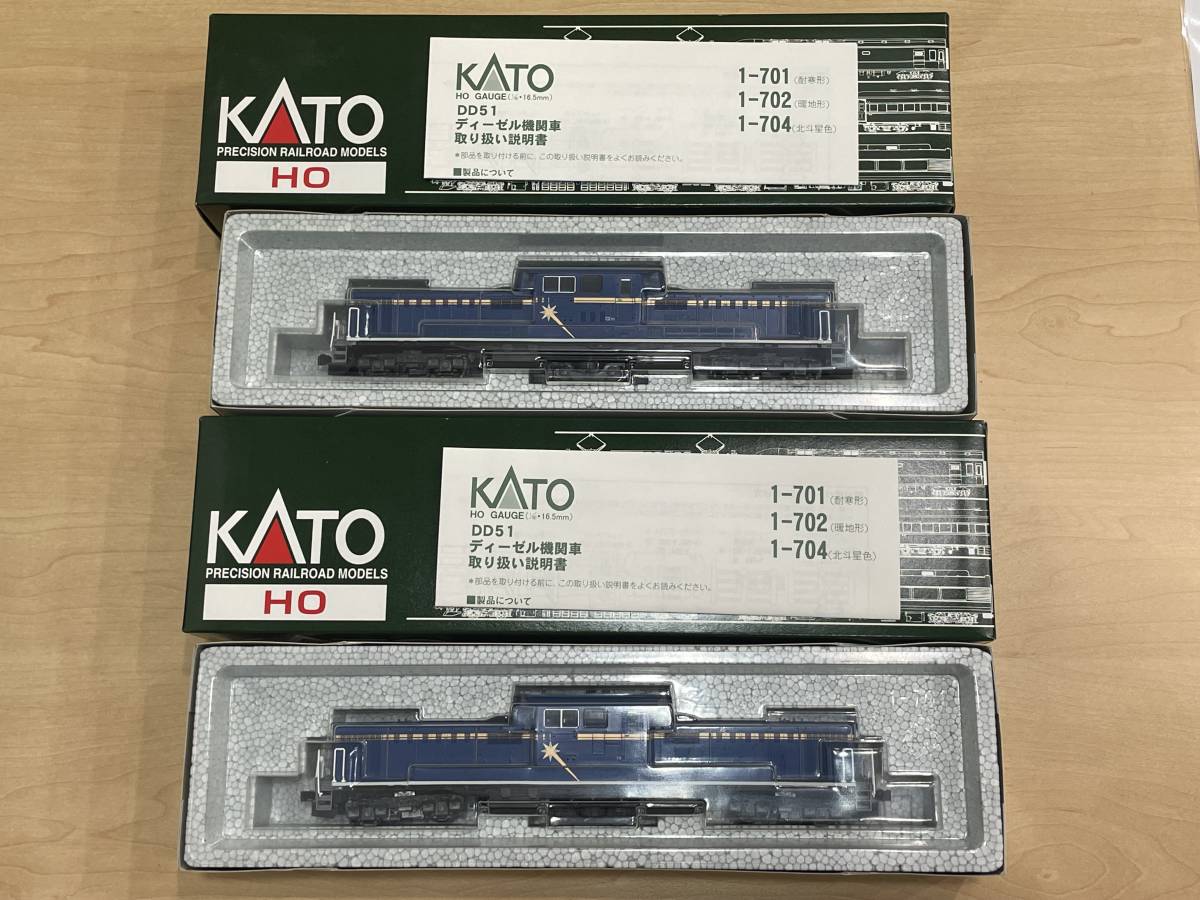 KATO
PRECISION RAILROAD MODELS
HO
KATO
HO GAUGE(1/80・16.5mm)
DD51
ディーゼル機関車
取り扱い説明書
*部品を取り付ける前に、この取り扱い説明書をよくお読みください。
■製品について
1-701(耐寒形)
1-702(暖地形)
1-704(北斗星色)
KATO
PRECISION RAILROAD MODELS
HO
KATO
HO GAUGE(1/80・16.5mm)
DD51
ディーゼル機関車
取り扱い説明書
*部品を取り付ける前に、この取り扱い説明書をよくお読みください。
■製品について
1-701(耐寒形)
1-702(暖地形)
1-704(北斗星色)